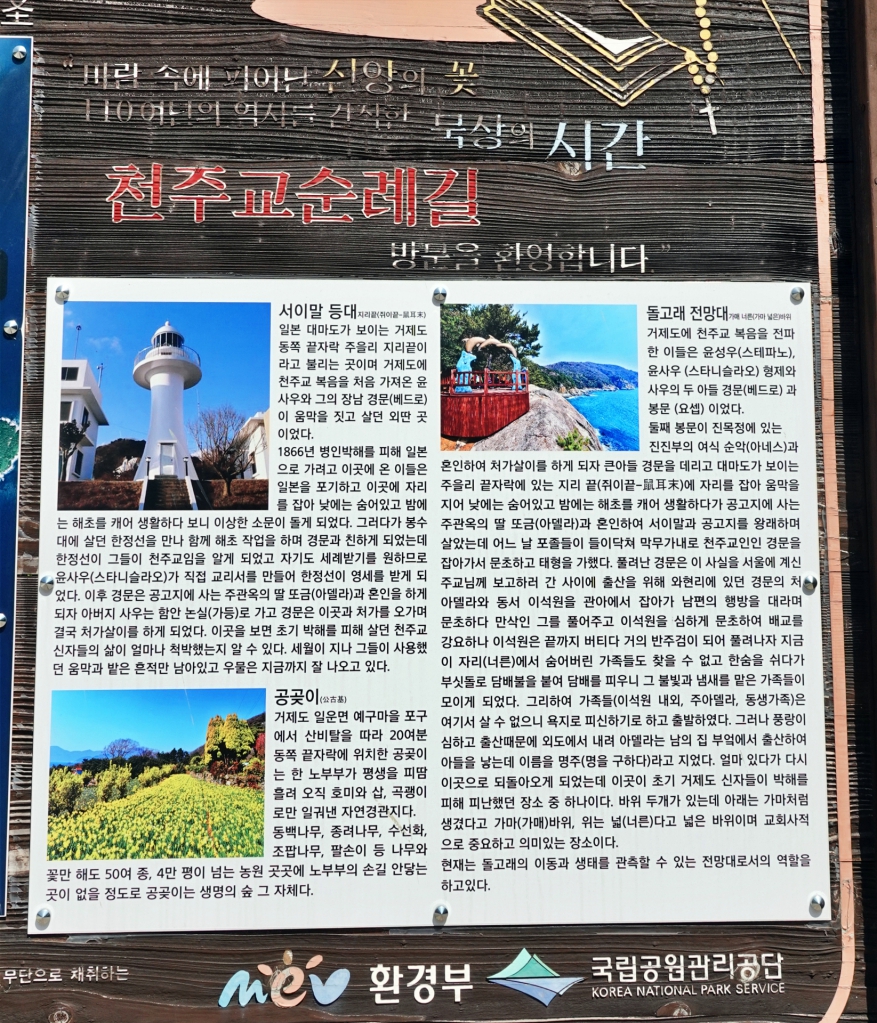 호
“바람 속에 피어난 신앙의 꽃
110여년의 역사를 간직한 묵상의 시간
천주교순례길
방문을 환영합니다.”
서이말 등대 지리끝(쥐이끝–鼠耳末)
일본 대마도가 보이는 거제도
동쪽 끝자락 주을리 지리끝이
라고 불리는 곳이며 거제도에
천주교 복음을 처음 가져온 윤
사우와 그의 장남 경문(베드로)
이 움막을 짓고 살던 외딴 곳
이었다.
1866년 병인박해를 피해 일본
으로 가려고 이곳에 온 이들은
일본을 포기하고 이곳에 자리
를 잡아 낮에는 숨어있고 밤에
는 해초를 캐어 생활하다 보니 이상한 소문이 돌게 되었다. 그러다가 봉수
대에 살던 한정선을 만나 함께 해초 작업을 하며 경문과 친하게 되었는데
한정선이 그들이 천주교임을 알게 되었고 자기도 세례받기를 원하므로
윤사우(스타니슬라오)가 직접 교리서를 만들어 한정선이 영세를 받게 되
었다. 이후 경문은 공고지에 사는 주관옥의 딸 또금(아델라)과 혼인을 하게
되자 아버지 사우는 함안 논실(가등)로 가고 경문은 이곳과 처가를 오가며
결국 처가살이를 하게 되었다. 이곳을 보면 초기 박해를 피해 살던 천주교
신자들의 삶이 얼마나 척박했는지 알 수 있다. 세월이 지나 그들이 사용했
던 움막과 밭은 흔적만 남아있고 우물은 지금까지 잘 나오고 있다.
공곶이(公古基)
거제도 일운면 예구마을 포구
에서 산비탈을 따라 20여분
동쪽 끝자락에 위치한 공곶이
는 한 노부부가 평생을 피땀
흘려 오직 호미와 삽, 곡괭이
로만 일궈낸 자연경관지다.
동백나무, 종려나무, 수선화,
조팝나무, 팔손이 등 나무와
꽃만 해도 50여 종, 4만 평이 넘는 농원 곳곳에 노부부의 손길 안닿는
곳이 없을 정도로 공곶이는 생명의 숲 그 자체다.
돌고래 전망대 가매 너른(가마 넓은)바위
거제도에 천주교 복음을 전파
한 이들은 윤성우(스테파노),
윤사우 (스타니슬라오) 형제와
사우의 두 아들 경문(베드로) 과
봉문 (요셉) 이었다.
둘째 봉문이 진목정에 있는
진진부의 여식 순악(아네스)과
혼인하여 처가살이를 하게 되자 큰아들 경문을 데리고 대마도가 보이는
주을리 끝자락에 있는 지리 끝(쥐이끝–鼠耳末)에 자리를 잡아 움막을
지어 낮에는 숨어있고 밤에는 해초를 캐어 생활하다가 공고지에 사는
주관옥의 딸 또금(아델라)과 혼인하여 서이말과 공고지를 왕래하며
살았는데 어느 날 포졸들이 들이닥쳐 막무가내로 천주교인인 경문을
잡아가서 문초하고 태형을 가했다. 풀려난 경문은 이 사실을 서울에 계신
주교님께 보고하러 간 사이에 출산을 위해 와현리에 있던 경문의 처
아델라와 동서 이석원을 관아에서 잡아가 남편의 행방을 대라며
문초하다 만삭인 그를 풀어주고 이석원을 심하게 문초하여 배교를
강요하나 이석원은 끝까지 버티다 거의 반주검이 되어 풀려나자 지금
이 자리(너른)에서 숨어버린 가족들도 찾을 수 없고 한숨을 쉬다가
부싯돌로 담배불을 붙여 담배를 피우니 그 불빛과 냄새를 맡은 가족들이
모이게 되었다. 그리하여 가족들(이석원 내외, 주아델라, 동생가족)은
여기서 살 수 없으니 욕지로 피신하기로 하고 출발하였다. 그러나 풍랑이
심하고 출산때문에 외도에서 내려 아델라는 남의 집 부엌에서 출산하여
아들을 낳는데 이름을 명주(명을 구하다)라고 지었다. 얼마 있다가 다시
이곳으로 되돌아오게 되었는데 이곳이 초기 거제도 신자들이 박해를
피해 피난했던 장소 중 하나이다. 바위 두개가 있는데 아래는 가마처럼
생겼다고 가마(가매)바위, 위는 넓(너른)다고 넓은 바위이며 교회사적
으로 중요하고 의미있는 장소이다.
현재는 돌고래의 이동과 생태를 관측할 수 있는 전망대로서의 역할을
하고있다.
무단으로 채취하는
mev 환경부
국립공원관리공단
KOREA NATIONAL PARK SERVICE